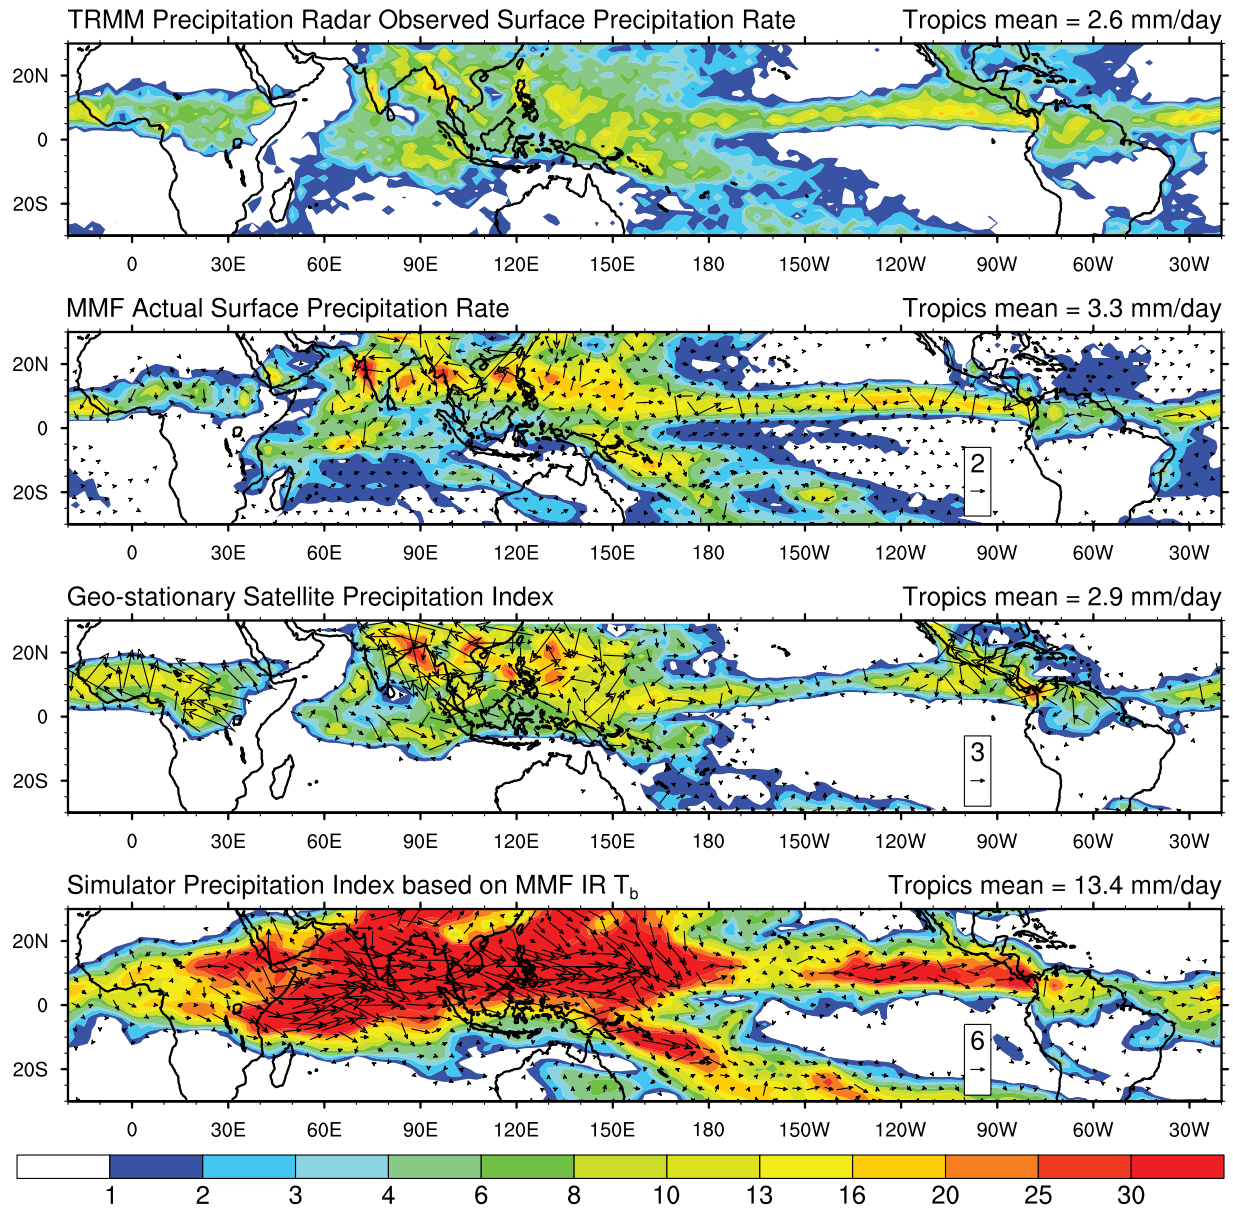 TRMM Precipitation Radar Observed Surface Precipitation Rate Tropics mean = 2.6 mm/day
20N
0
20S
0 30E 60E 90E 120E 150E 180 150W 120W 90W 60W 30W
MMF Actual Surface Precipitation Rate Tropics mean = 3.3 mm/day
20N
0
2
20S
0 30E 60E 90E 120E 150E 180 150W 120W 90W 60W 30W
Geo-stationary Satellite Precipitation Index Tropics mean = 2.9 mm/day
20N
0
3
20S
0 30E 60E 90E 120E 150E 180 150W 120W 90W 60W 30W
Simulator Precipitation Index based on MMF IR Tb Tropics mean = 13.4 mm/day
20N
0
6
20S
0 30E 60E 90E 120E 150E 180 150W 120W 90W 60W 30W
1 2 3 4 6 8 10 13 16 20 25 30